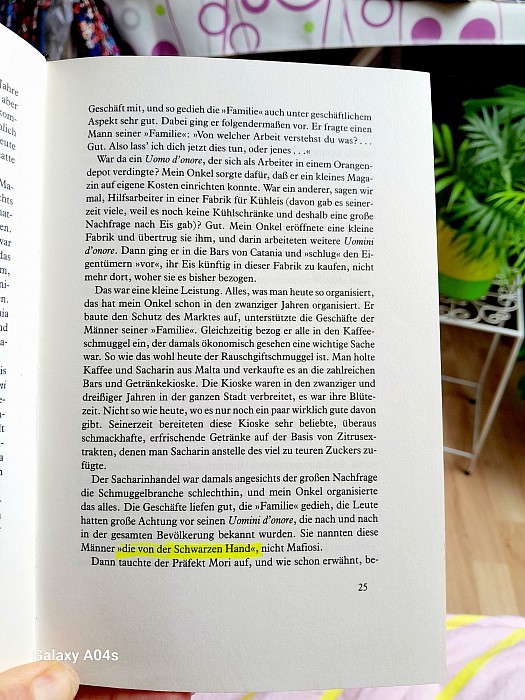 Geschäft mit, und so gedieh die »Familie« auch unter geschäftlichem
Aspekt sehr gut. Dabei ging er folgendermaßen vor. Er fragte einen
Mann seiner »Familie«: »Von welcher Arbeit verstehst du was? . . .
Gut. Also lass' ich dich jetzt dies tun, oder jenes . . .«
War da ein Uomo d'onore, der sich als Arbeiter in einem Orangen-
depot verdingte? Mein Onkel sorgte dafür, daß er ein kleines Maga-
zin auf eigene Kosten einrichten konnte. War ein anderer, sagen wir
mal, Hilfsarbeiter in einer Fabrik für Kühleis (davon gab es seiner-
zeit viele, weil es noch keine Kühlschränke und deshalb eine große
Nachfrage nach Eis gab)? Gut. Mein Onkel eröffnete eine kleine
Fabrik und übertrug sie ihm, und darin arbeiteten weitere Uomini
d'onore. Dann ging er in die Bars von Catania und »schlug« den Ei-
gentümern »vor«, ihr Eis künftig in dieser Fabrik zu kaufen, nicht
mehr dort, woher sie es bisher bezogen.
Das war eine kleine Leistung. Alles, was man heute so organisiert,
das hat mein Onkel schon in den zwanziger Jahren organisiert. Er
baute den Schutz des Marktes auf, unterstützte die Geschäfte der
Männer seiner »Familie«. Gleichzeitig bezog er alle in den Kaffee-
schmuggel ein, der damals ökonomisch gesehen eine wichtige Sache
war. So wie das wohl heute der Rauschgiftschmuggel ist. Man holte
Kaffee und Sacharin aus Malta und verkaufte es an die zahlreichen
Bars und Getränkekioske. Die Kioske waren in den zwanziger und
dreißiger Jahren in der ganzen Stadt verbreitet, es war ihre Blüte-
zeit. Nicht so wie heute, wo es nur noch ein paar wirklich gute davon
gibt. Seinerzeit bereiteten diese Kioske sehr beliebte, überaus
schmackhafte, erfrischende Getränke auf der Basis von Zitrusex-
trakten, denen man Sacharin anstelle des viel zu teuren Zuckers zu-
fügte.
Der Sacharinhandel war damals angesichts der großen Nachfrage
die Schmuggelbranche schlechthin, und mein Onkel organisierte
das alles. Die Geschäfte liefen gut, die »Familie« gedieh, die Leute
hatten große Achtung vor seinen Uomini d'onore, die nach und nach
in der gesamten Bevölkerung bekannt wurden. Sie nannten diese
Männer »die von der Schwarzen Hand«, nicht Mafiosi.
Dann tauchte der Präfekt Mori auf, und wie schon erwähnt, be-
25
Galaxy A04s